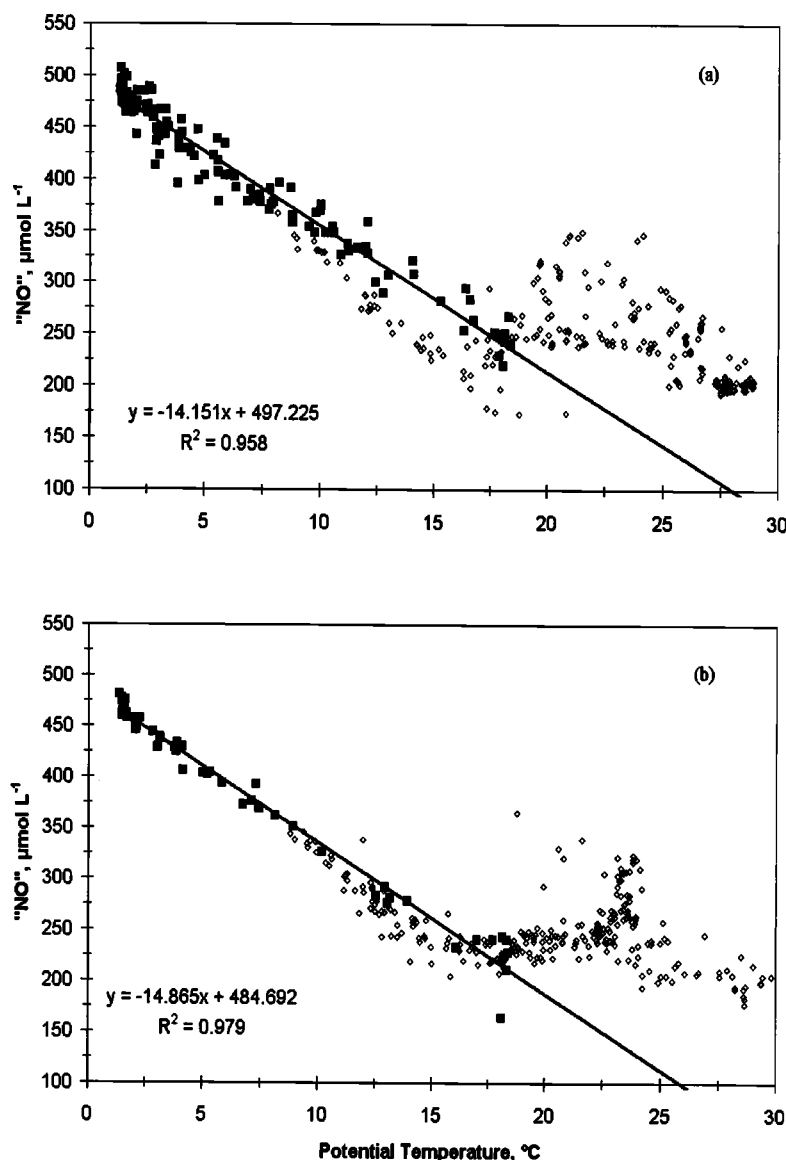 550
500
450
400
350
300
250
200
150
100
"NO", µmol L⁻¹
(a)
y = -14.151x + 497.225
R² = 0.958
0 5 10 15 20 25 30
550
500
450
400
350
300
250
200
150
100
"NO", µmol L⁻¹
(b)
y = -14.865x + 484.692
R² = 0.979
0 5 10 15 20 25 30
Potential Temperature, ºC